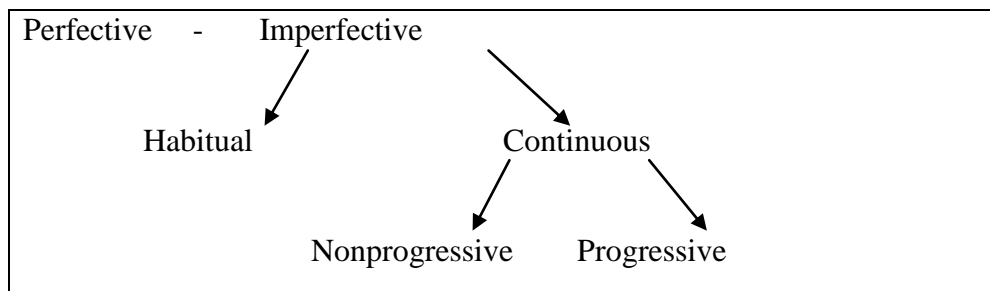 Perfective - Imperfective
Habitual Continuous
Nonprogressive Progressive